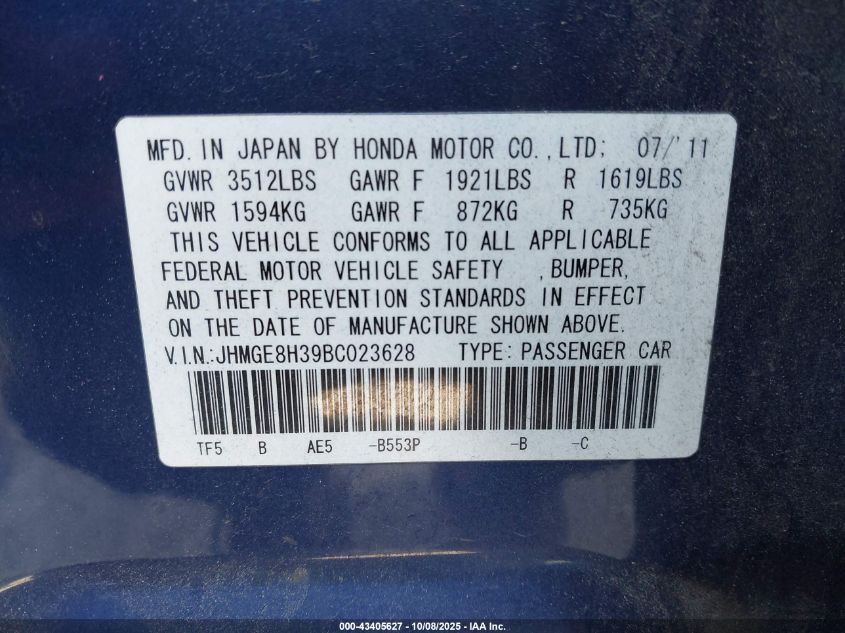 MFD. IN JAPAN BY HONDA MOTOR CO., LTD; 07/'11
GVWR 3512LBS GAWR F 1921LBS R 1619LBS
GVWR 1594KG GAWR F 872KG R 735KG
THIS VEHICLE CONFORMS TO ALL APPLICABLE
FEDERAL MOTOR VEHICLE SAFETY , BUMPER,
AND THEFT PREVENTION STANDARDS IN EFFECT
ON THE DATE OF MANUFACTURE SHOWN ABOVE.
V.I.N.:JHMGE8H39BC023628 TYPE: PASSENGER CAR
TF5 B AE5 -B553P -B -C
000-43405627 - 10/08/2025 - IAA Inc.